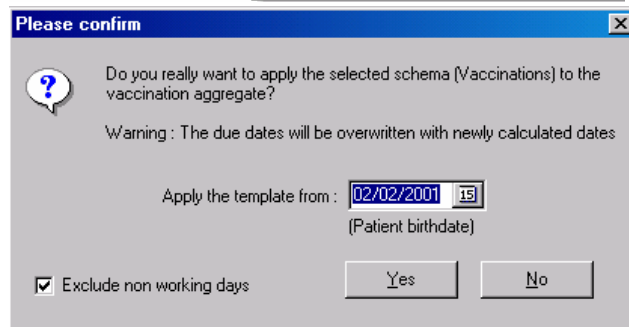 Please confirm
Do you really want to apply the selected schema (Vaccinations) to the
vaccination aggregate?
Warning : The due dates will be overwritten with newly calculated dates
Apply the template from : 02/02/2001 15
(Patient birthdate)
Exclude non working days Yes No